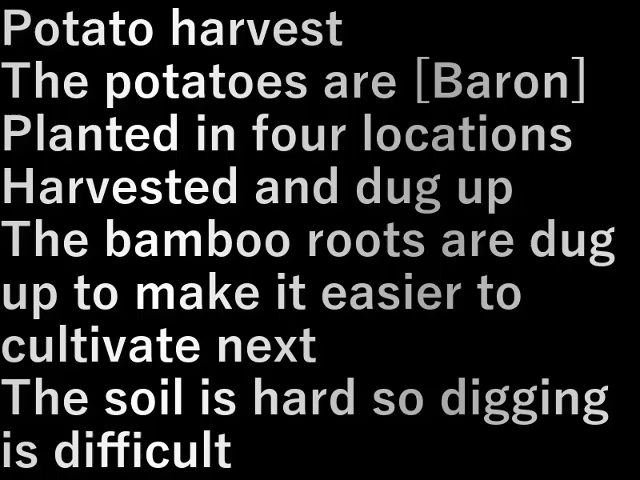 Potato harvest
The potatoes are [Baron]
Planted in four locations
Harvested and dug up
The bamboo roots are dug
up to make it easier to
cultivate next
The soil is hard so digging
is difficult